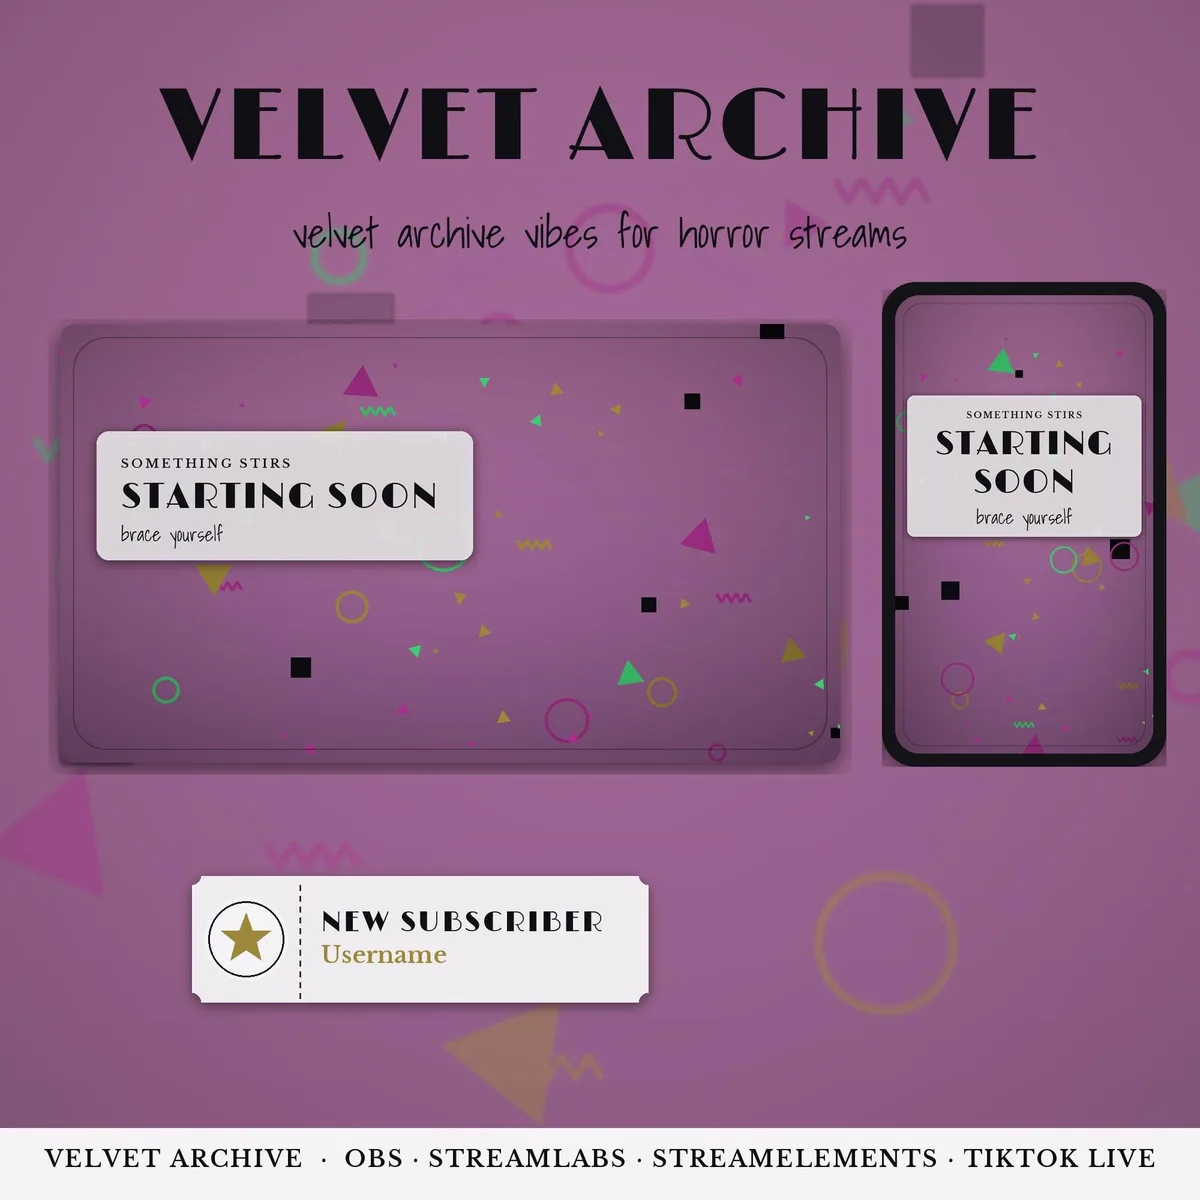 VELVET ARCHIVE
velvet archive vibes for horror streams
SOMETHING STIRS
STARTING SOON
brace yourself
SOMETHING STIRS
STARTING
SOON
brace yourself
NEW SUBSCRIBER
Username
VELVET ARCHIVE · OBS · STREAMLABS · STREAMELEMENTS · TIKTOK LIVE